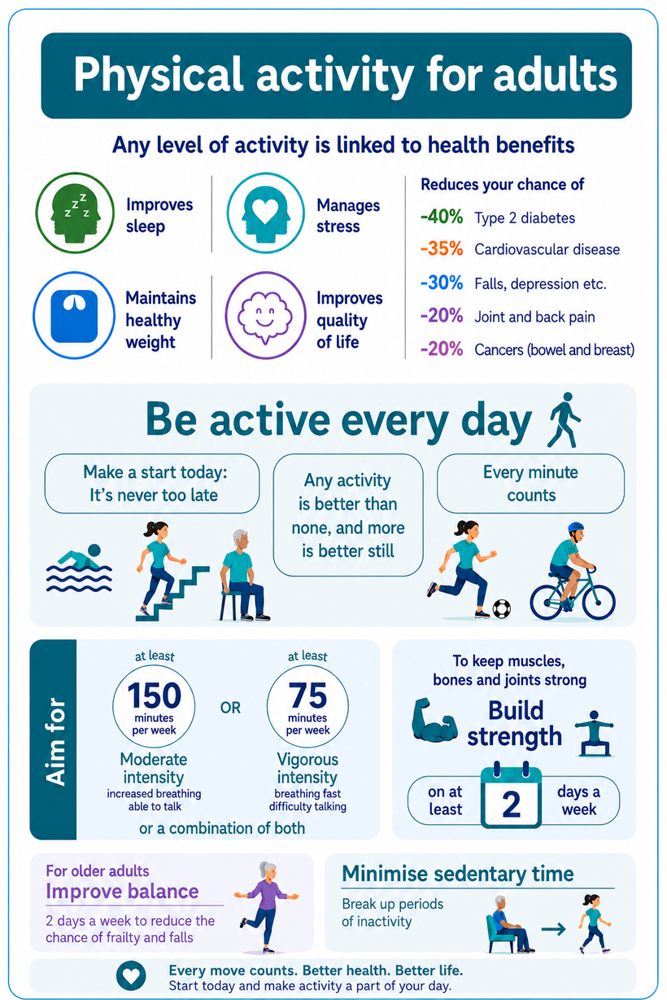 Physical activity for adults
Any level of activity is linked to health benefits
z z z z z
Improves
sleep
Manages
stress
Maintains
healthy
weight
Improves
quality
of life
Reduces your chance of
-40% Type 2 diabetes
-35% Cardiovascular disease
-30% Falls, depression etc.
-20% Joint and back pain
-20% Cancers (bowel and breast)
Be active every day
Make a start today:
It's never too late
Any activity
is better than
none, and more
is better still
Every minute
counts
Aim for
at least
150
minutes
per week
Moderate
intensity
increased breathing
able to talk
OR
at least
75
minutes
per week
Vigorous
intensity
breathing fast
difficulty talking
or a combination of both
To keep muscles,
bones and joints strong
Build
strength
on at
least
2
days a
week
For older adults
Improve balance
2 days a week to reduce the
chance of frailty and falls
Minimise sedentary time
Break up periods
of inactivity
Every move counts. Better health. Better life.
Start today and make activity a part of your day.